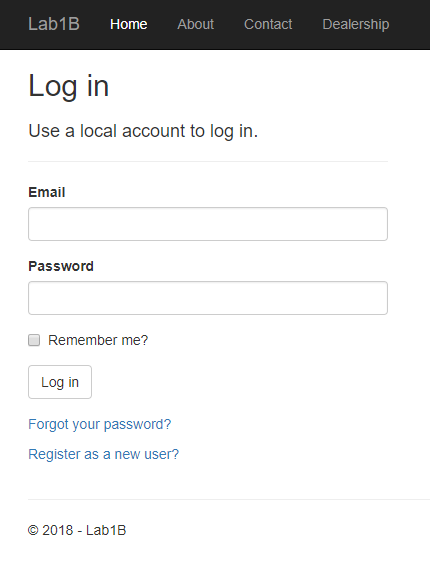 Lab1B Home About Contact Dealership
Log in
Use a local account to log in.
Email
Password
Remember me?
Log in
Forgot your password?
Register as a new user?
© 2018 - Lab1B